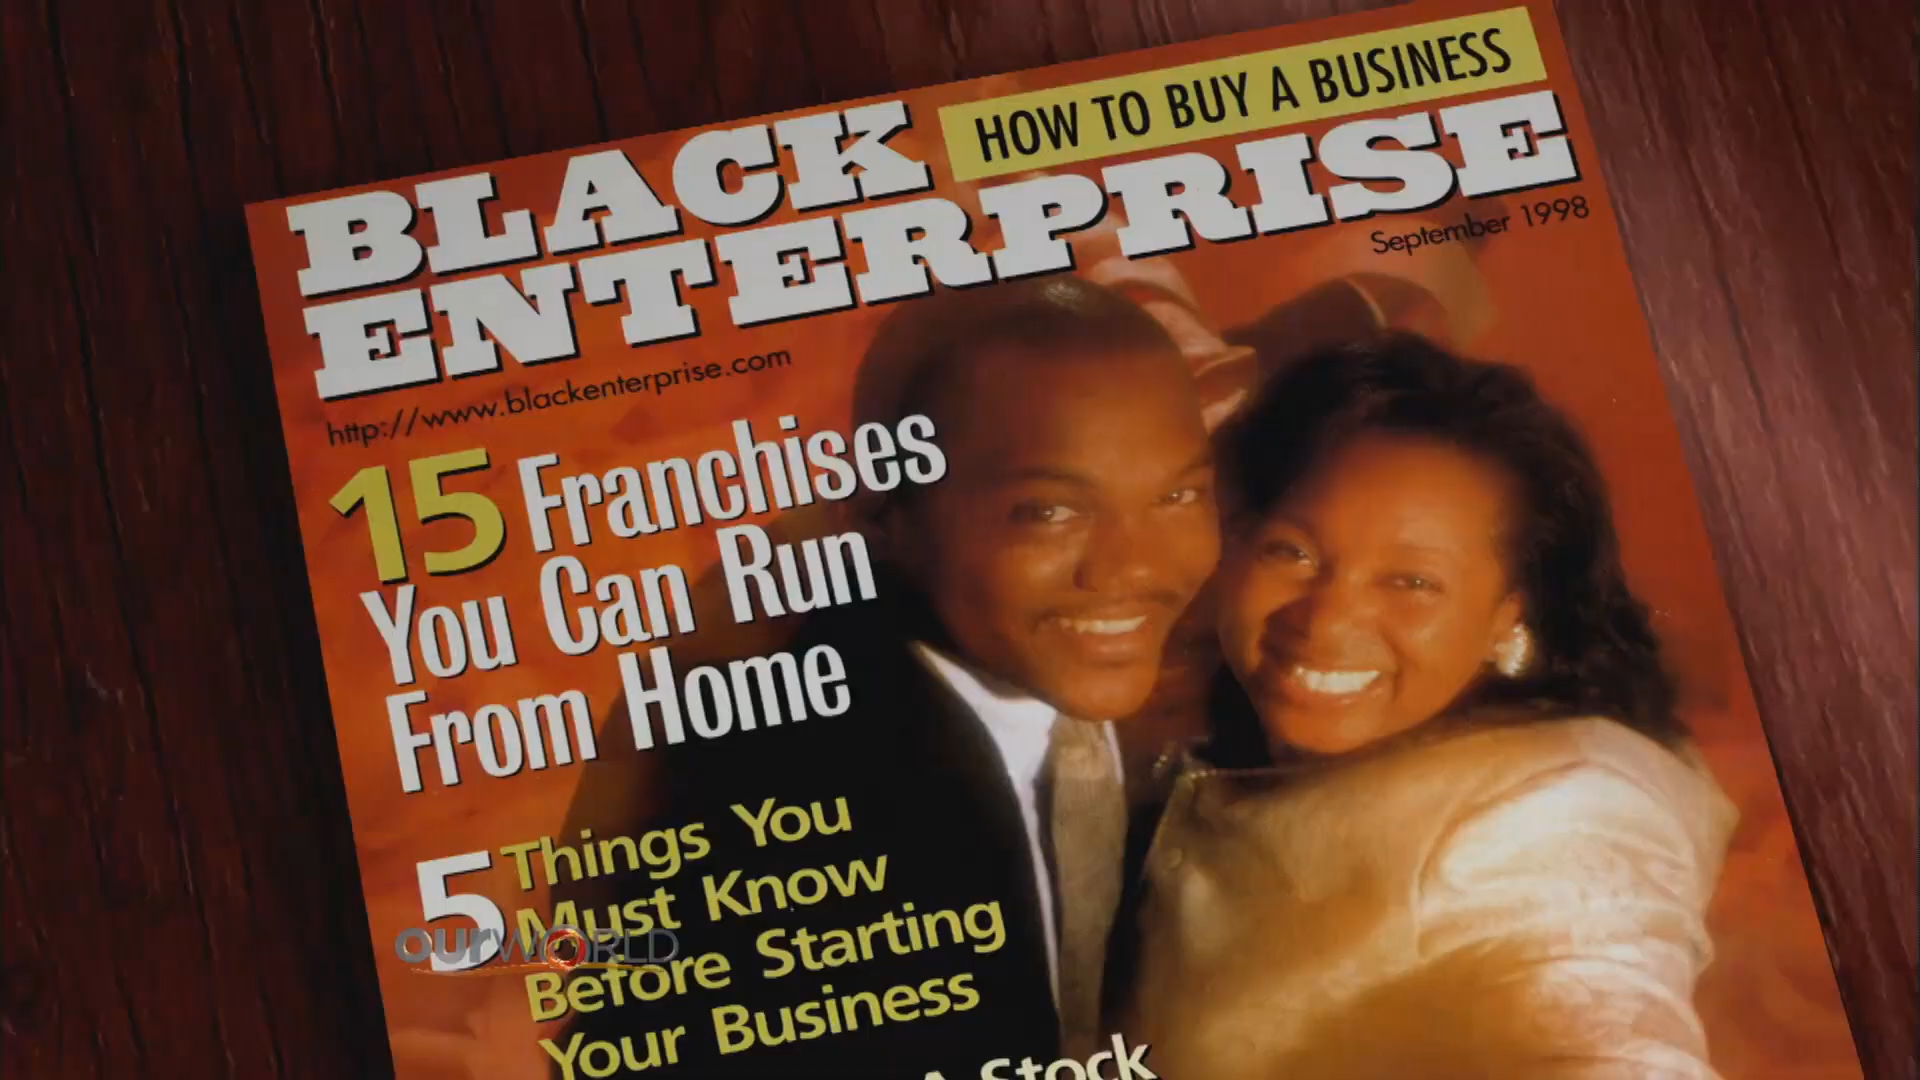 HOW TO BUY A BUSINESS
BLACK
ENTERPRISE
September 1998
http://www.blackenterprise.com
15 Franchises
You Can Run
From Home
5 Things You
Must Know
Before Starting
Your Business
ourWORLD
A Stock